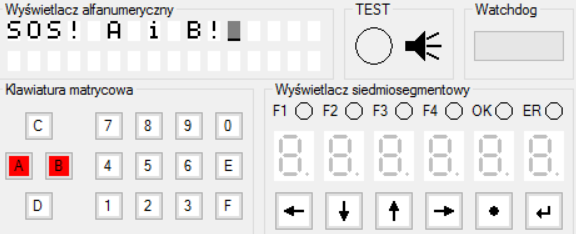 Wyświetlacz alfanumeryczny
SOS! A i B!_
TEST
Watchdog
Klawiatura matrycowa
C 7 8 9 0
A B 4 5 6 E
D 1 2 3 F
Wyświetlacz siedmiosegmentowy
F1 F2 F3 F4 OK ER